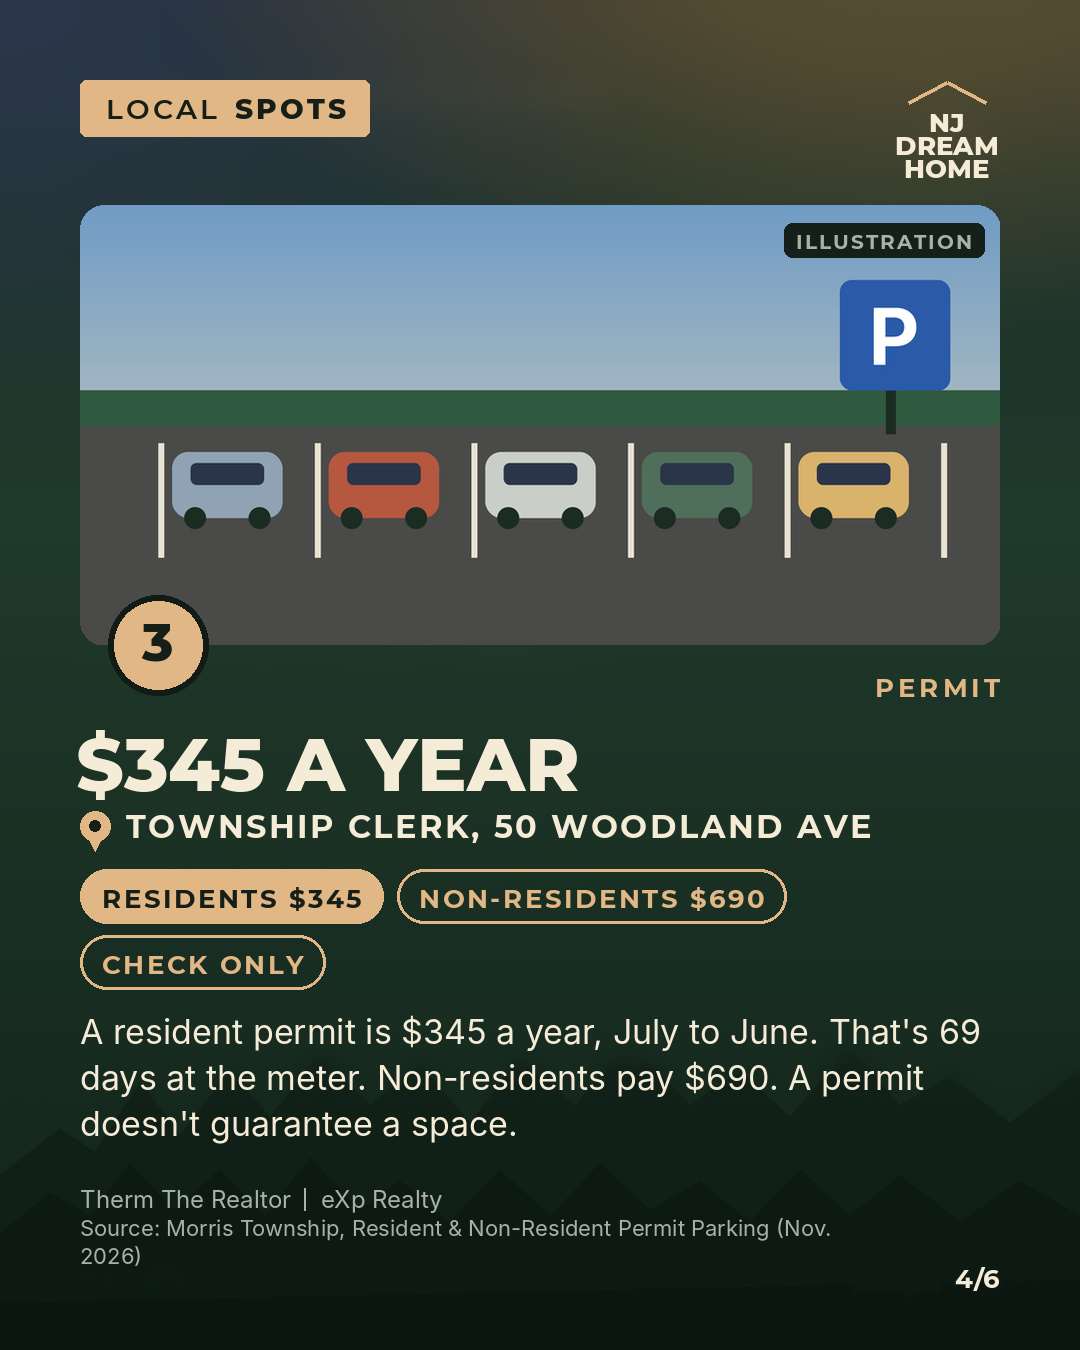 LOCAL SPOTS
NJ
DREAM
HOME
ILLUSTRATION
P
3
PERMIT
$345 A YEAR
TOWNSHIP CLERK, 50 WOODLAND AVE
RESIDENTS $345
NON-RESIDENTS $690
CHECK ONLY
A resident permit is $345 a year, July to June. That's 69
days at the meter. Non-residents pay $690. A permit
doesn't guarantee a space.
Therm The Realtor | eXp Realty
Source: Morris Township, Resident & Non-Resident Permit Parking (Nov.
2026)
4/6